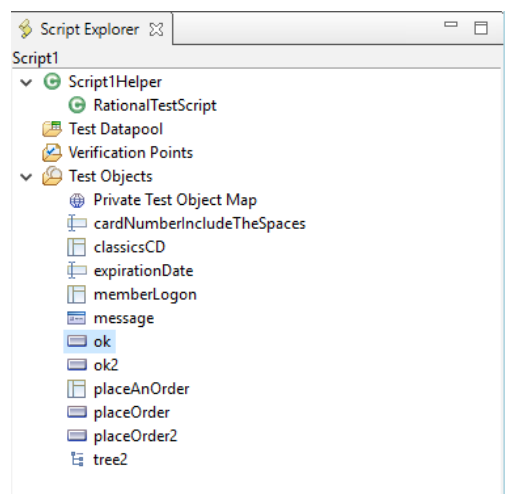 Script Explorer
Script1
Script1Helper
RationalTestScript
Test Datapool
Verification Points
Test Objects
Private Test Object Map
cardNumberIncludeTheSpaces
classicsCD
expirationDate
memberLogon
message
ok
ok2
placeAnOrder
placeOrder
placeOrder2
tree2